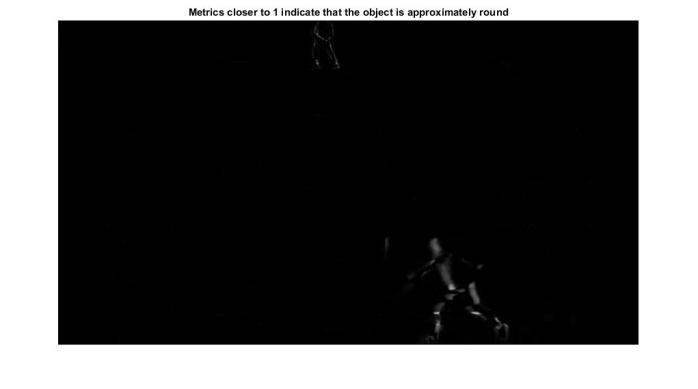 Metrics closer to 1 indicate that the object is approximately round